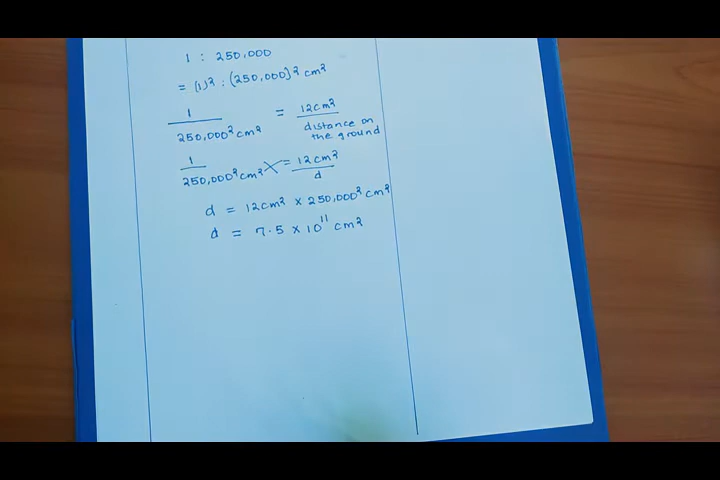 1 : 250,000
= (1)² : (250,000)² cm²
1 / 250,000² cm² = 12cm² / distance on the ground
1 / 250,000² cm² = 12cm² / d
d = 12cm² × 250,000² cm²
d = 7.5 × 10¹¹ cm²